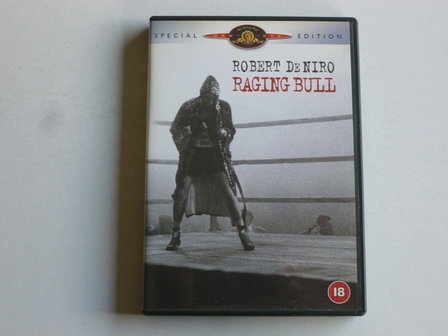 SPECIAL EDITION
ROBERT DE NIRO
RAGING BULL
18